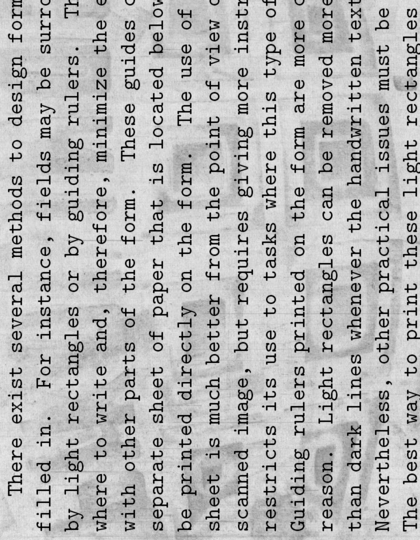 There exist several methods to design form
filled in. For instance, fields may be surro
by light rectangles or by guiding rulers. Th
where to write and, therefore, minimize the e
with other parts of the form. These guides c
separate sheet of paper that is located below
be printed directly on the form. The use of
sheet is much better from the point of view o
scanned image, but requires giving more instr
restricts its use to tasks where this type of
Guiding rulers printed on the form are more c
reason. Light rectangles can be removed more
than dark lines whenever the handwritten text
Nevertheless, other practical issues must be
The best way to print these light rectangles